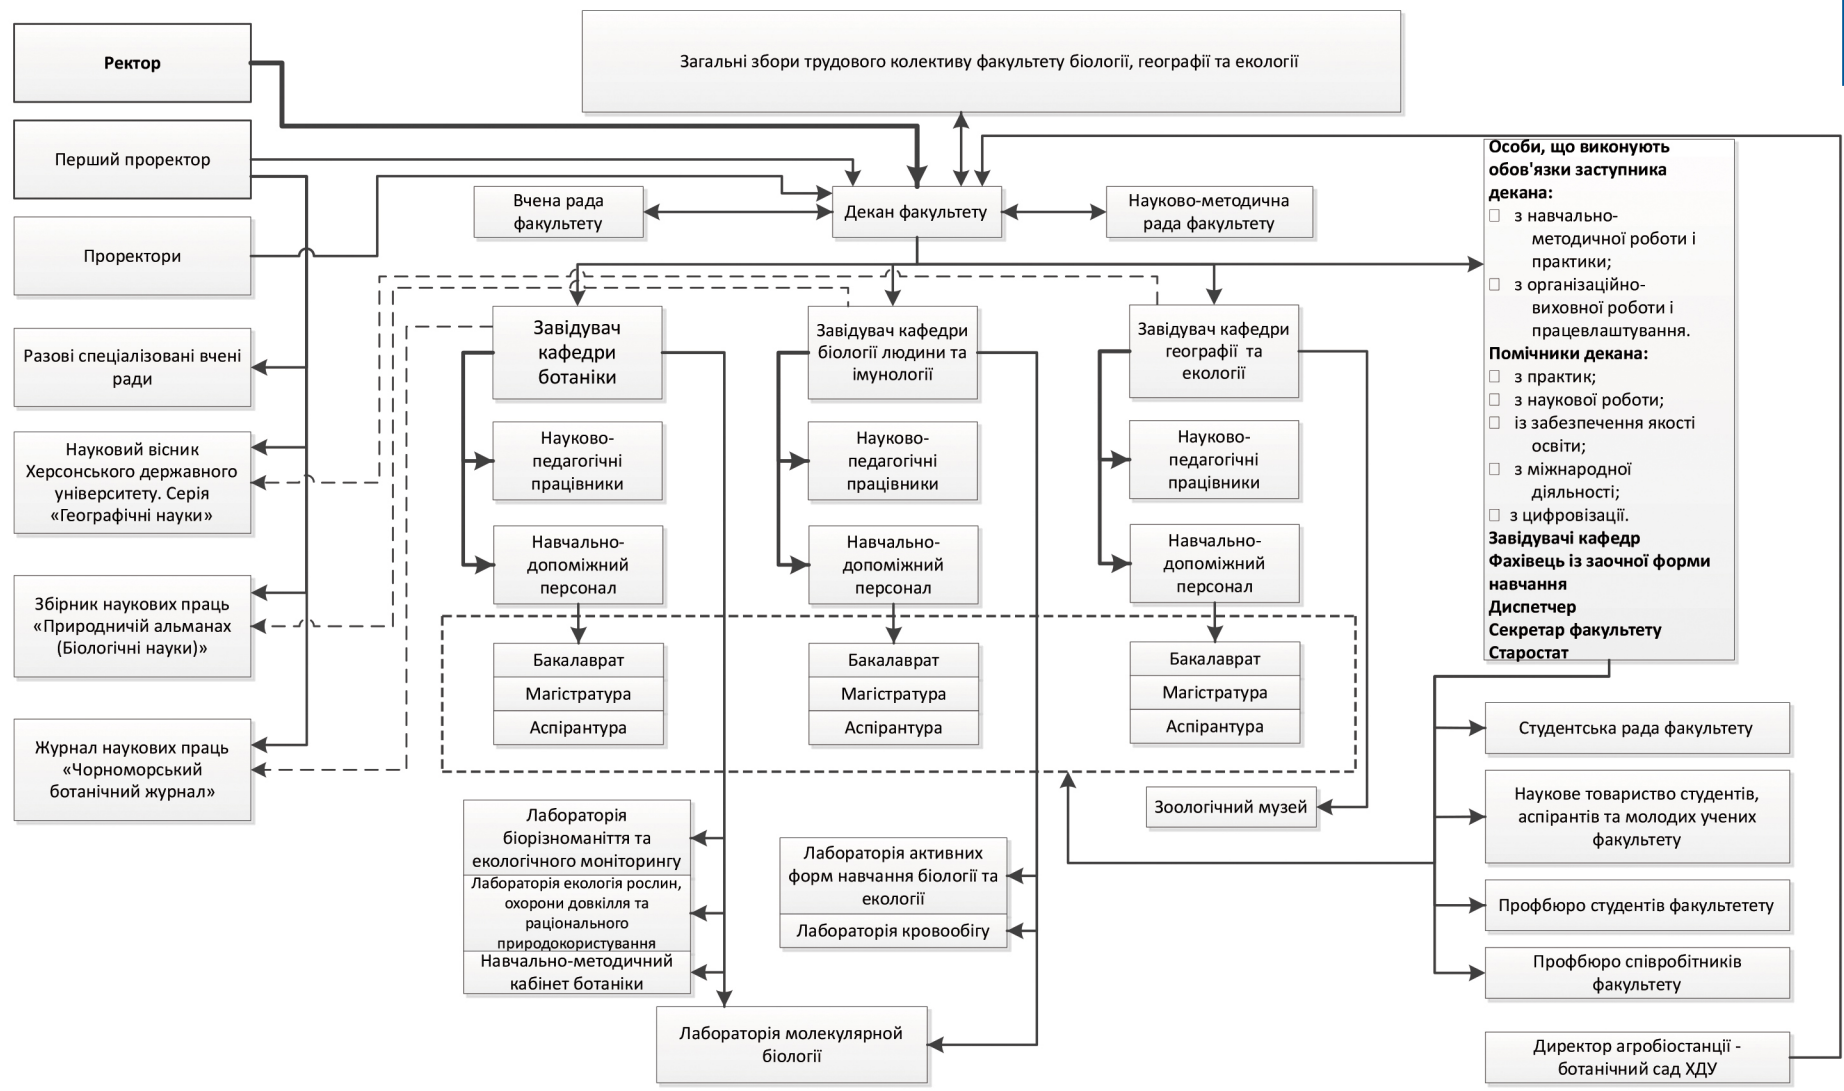 Ректор
Загальні збори трудового колективу факультету біології, географії та екології
Перший проректор
Проректори
Вчена рада
факультету
Декан факультету
Науково-методична
рада факультету
Разові спеціалізовані вчені
ради
Науковий вісник
Херсонського державного
університету. Серія
«Географічні науки»
Збірник наукових праць
«Природничій альманах
(Біологічні науки)»
Журнал наукових праць
«Чорноморський
ботанічний журнал»
Завідувач
кафедри
ботаніки
Науково-
педагогічні
працівники
Навчально-
допоміжний
персонал
Бакалаврат
Магістратура
Аспірантура
Завідувач кафедри
біології людини та
імунології
Науково-
педагогічні
працівники
Навчально-
допоміжний
персонал
Бакалаврат
Магістратура
Аспірантура
Завідувач кафедри
географії та
екології
Науково-
педагогічні
працівники
Навчально-
допоміжний
персонал
Бакалаврат
Магістратура
Аспірантура
Лабораторія
біорізноманіття та
екологічного моніторингу
Лабораторія екологія рослин,
охорони довкілля та
раціонального
природокористування
Навчально-методичний
кабінет ботаніки
Лабораторія активних
форм навчання біології та
екології
Лабораторія кровообігу
Зоологічний музей
Лабораторія молекулярної
біології
Особи, що виконують
обов'язки заступника
декана:
з навчально-
методичної роботи і
практики;
з організаційно-
виховної роботи і
працевлаштування.
Помічники декана:
з практик;
з наукової роботи;
із забезпечення якості
освіти;
з міжнародної
діяльності;
з цифровізації.
Завідувачі кафедр
Фахівець із заочної форми
навчання
Диспетчер
Секретар факультету
Старостат
Студентська рада факультету
Наукове товариство студентів,
аспірантів та молодих учених
факультету
Профбюро студентів факультетету
Профбюро співробітників
факультету
Директор агробіостанції -
ботанічний сад ХДУ